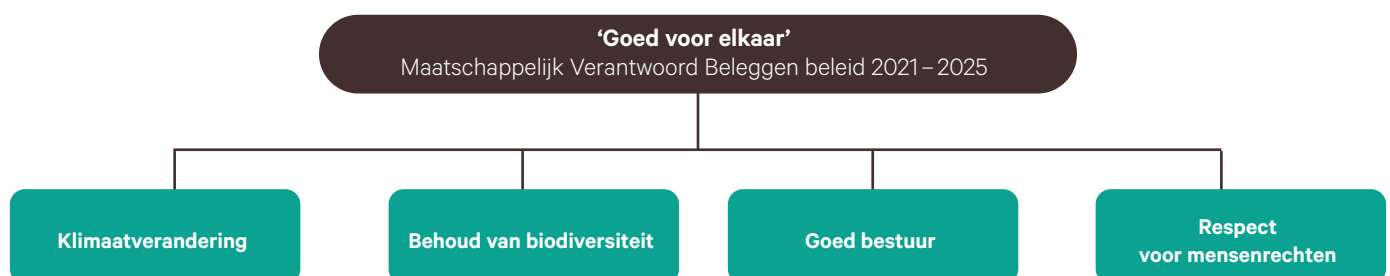 ‘Goed voor elkaar’
Maatschappelijk Verantwoord Beleggen beleid 2021 – 2025
Klimaatverandering
Behoud van biodiversiteit
Goed bestuur
Respect
voor mensenrechten